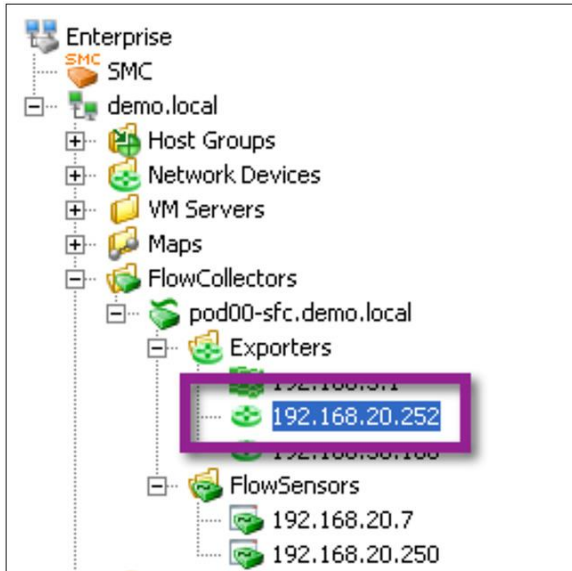 Enterprise
SMC
SMC
demo.local
Host Groups
Network Devices
VM Servers
Maps
FlowCollectors
pod00-sfc.demo.local
Exporters
192.168.20.252
FlowSensors
192.168.20.7
192.168.20.250